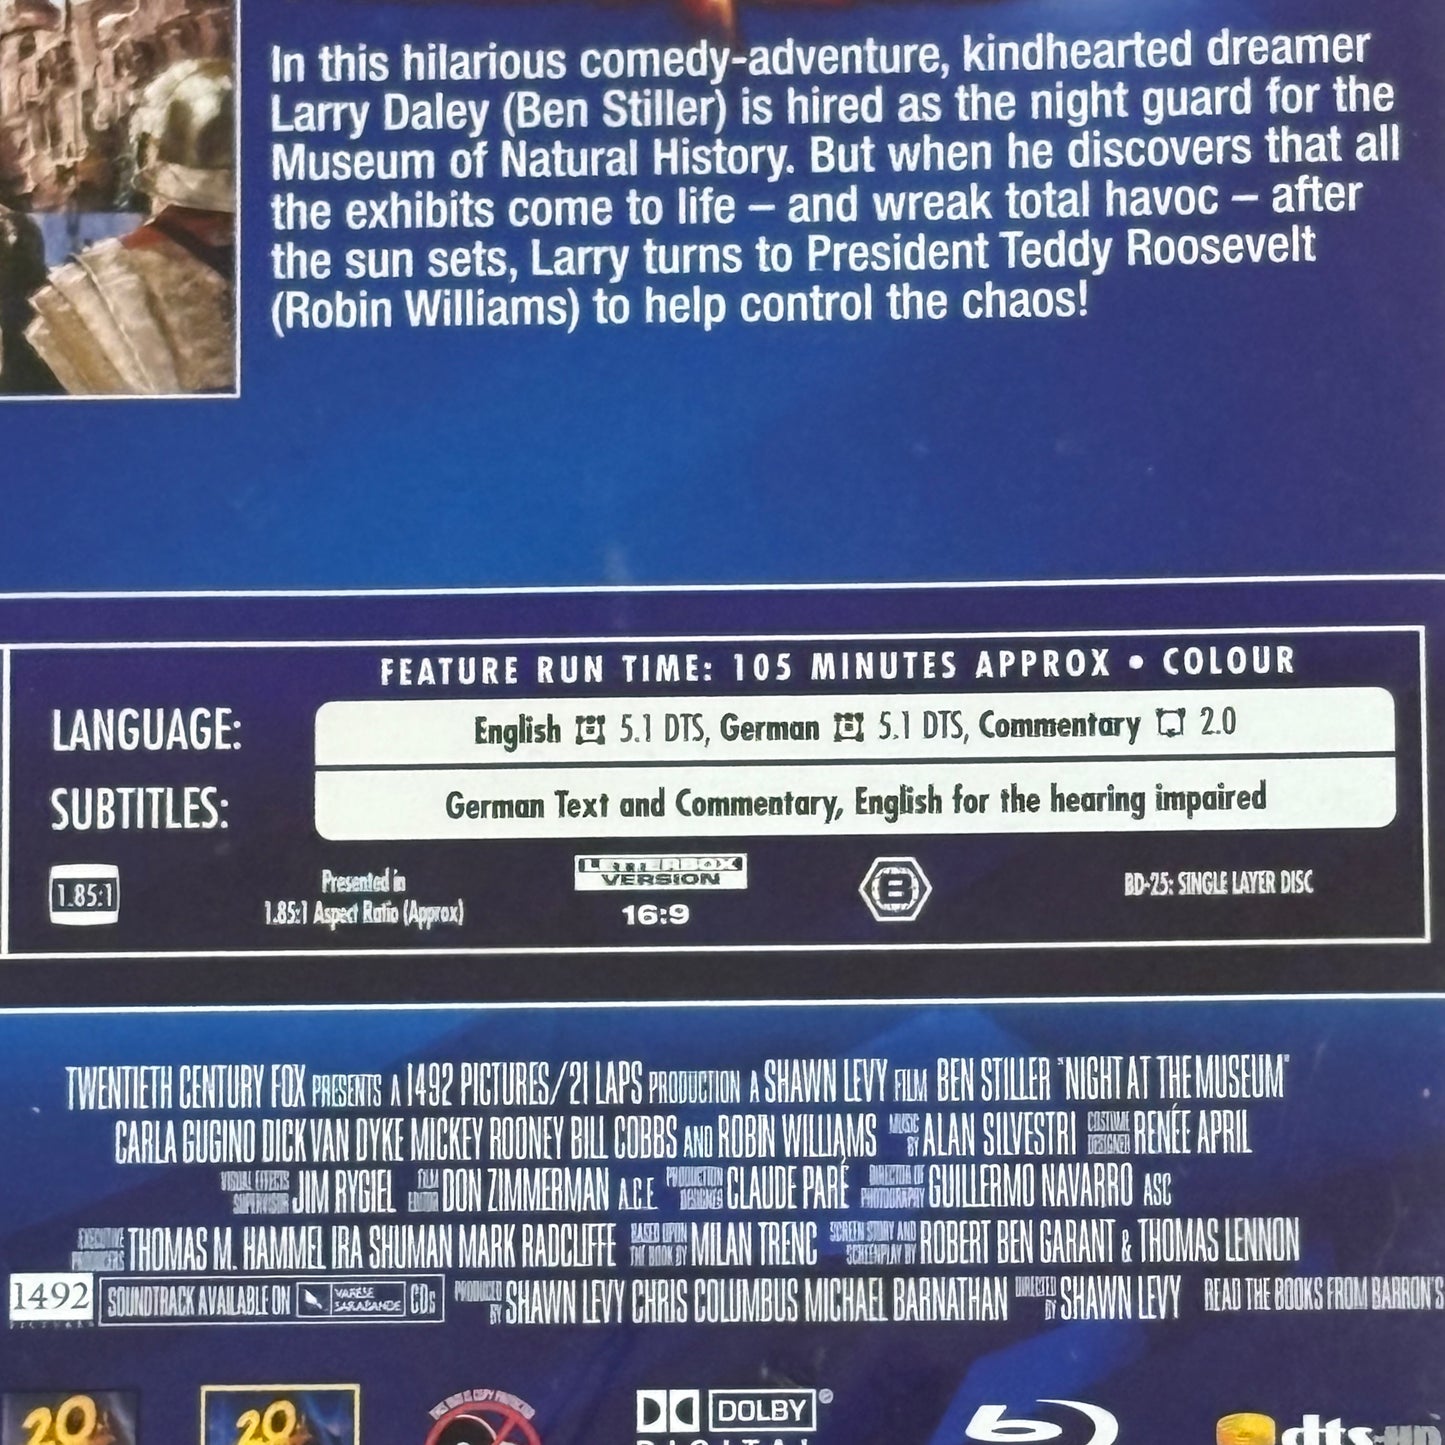 In this hilarious comedy-adventure, kindhearted dreamer
Larry Daley (Ben Stiller) is hired as the night guard for the
Museum of Natural History. But when he discovers that all
the exhibits come to life – and wreak total havoc – after
the sun sets, Larry turns to President Teddy Roosevelt
(Robin Williams) to help control the chaos!
FEATURE RUN TIME: 105 MINUTES APPROX • COLOUR
LANGUAGE: English 5.1 DTS, German 5.1 DTS, Commentary 2.0
SUBTITLES: German Text and Commentary, English for the hearing impaired
1.85:1
Presented in
1.85:1 Aspect Ratio (Approx)
LETTERBOX
VERSION
16:9
B
BD-25: SINGLE LAYER DISC
TWENTIETH CENTURY FOX PRESENTS A 1492 PICTURES/21 LAPS PRODUCTION A SHAWN LEVY FILM BEN STILLER "NIGHT AT THE MUSEUM"
CARLA GUGINO DICK VAN DYKE MICKEY ROONEY BILL COBBS AND ROBIN WILLIAMS MUSIC BY ALAN SILVESTRI COSTUME DESIGNER RENÉE APRIL
VISUAL EFFECTS SUPERVISOR JIM RYGIEL FILM EDITOR DON ZIMMERMAN A.C.E PRODUCTION DESIGNER CLAUDE PARÉ DIRECTOR OF PHOTOGRAPHY GUILLERMO NAVARRO ASC
EXECUTIVE PRODUCERS THOMAS M. HAMMEL IRA SHUMAN MARK RADCLIFFE BASED UPON THE BOOK BY MILAN TRENC SCREEN STORY AND SCREENPLAY BY ROBERT BEN GARANT & THOMAS LENNON
1492 PICTURES SOUNDTRACK AVAILABLE ON VARÈSE SARABANDE CDs PRODUCED BY SHAWN LEVY CHRIS COLUMBUS MICHAEL BARNATHAN DIRECTED BY SHAWN LEVY READ THE BOOKS FROM BARRON'S
20
20
THIS DISC IS COPY PROTECTED
DOLBY®
DIGITAL
dts-HD